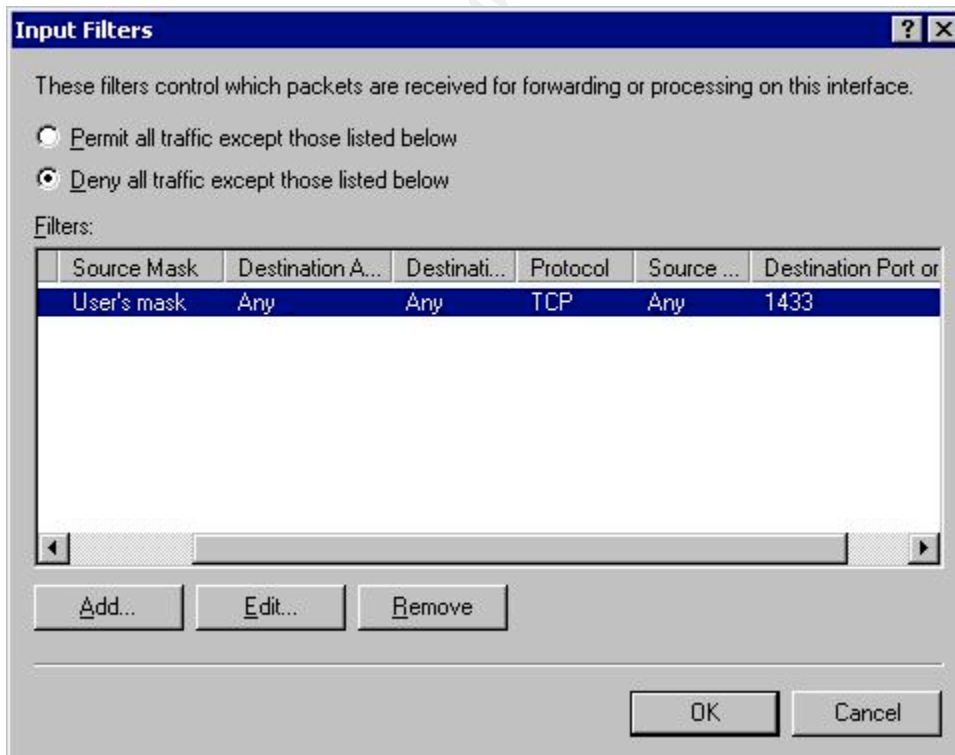 Input Filters
These filters control which packets are received for forwarding or processing on this interface.
Permit all traffic except those listed below
Deny all traffic except those listed below
Filters:
Source Mask Destination A... Destinati... Protocol Source ... Destination Port or
User's mask Any Any TCP Any 1433
Add... Edit... Remove
OK Cancel